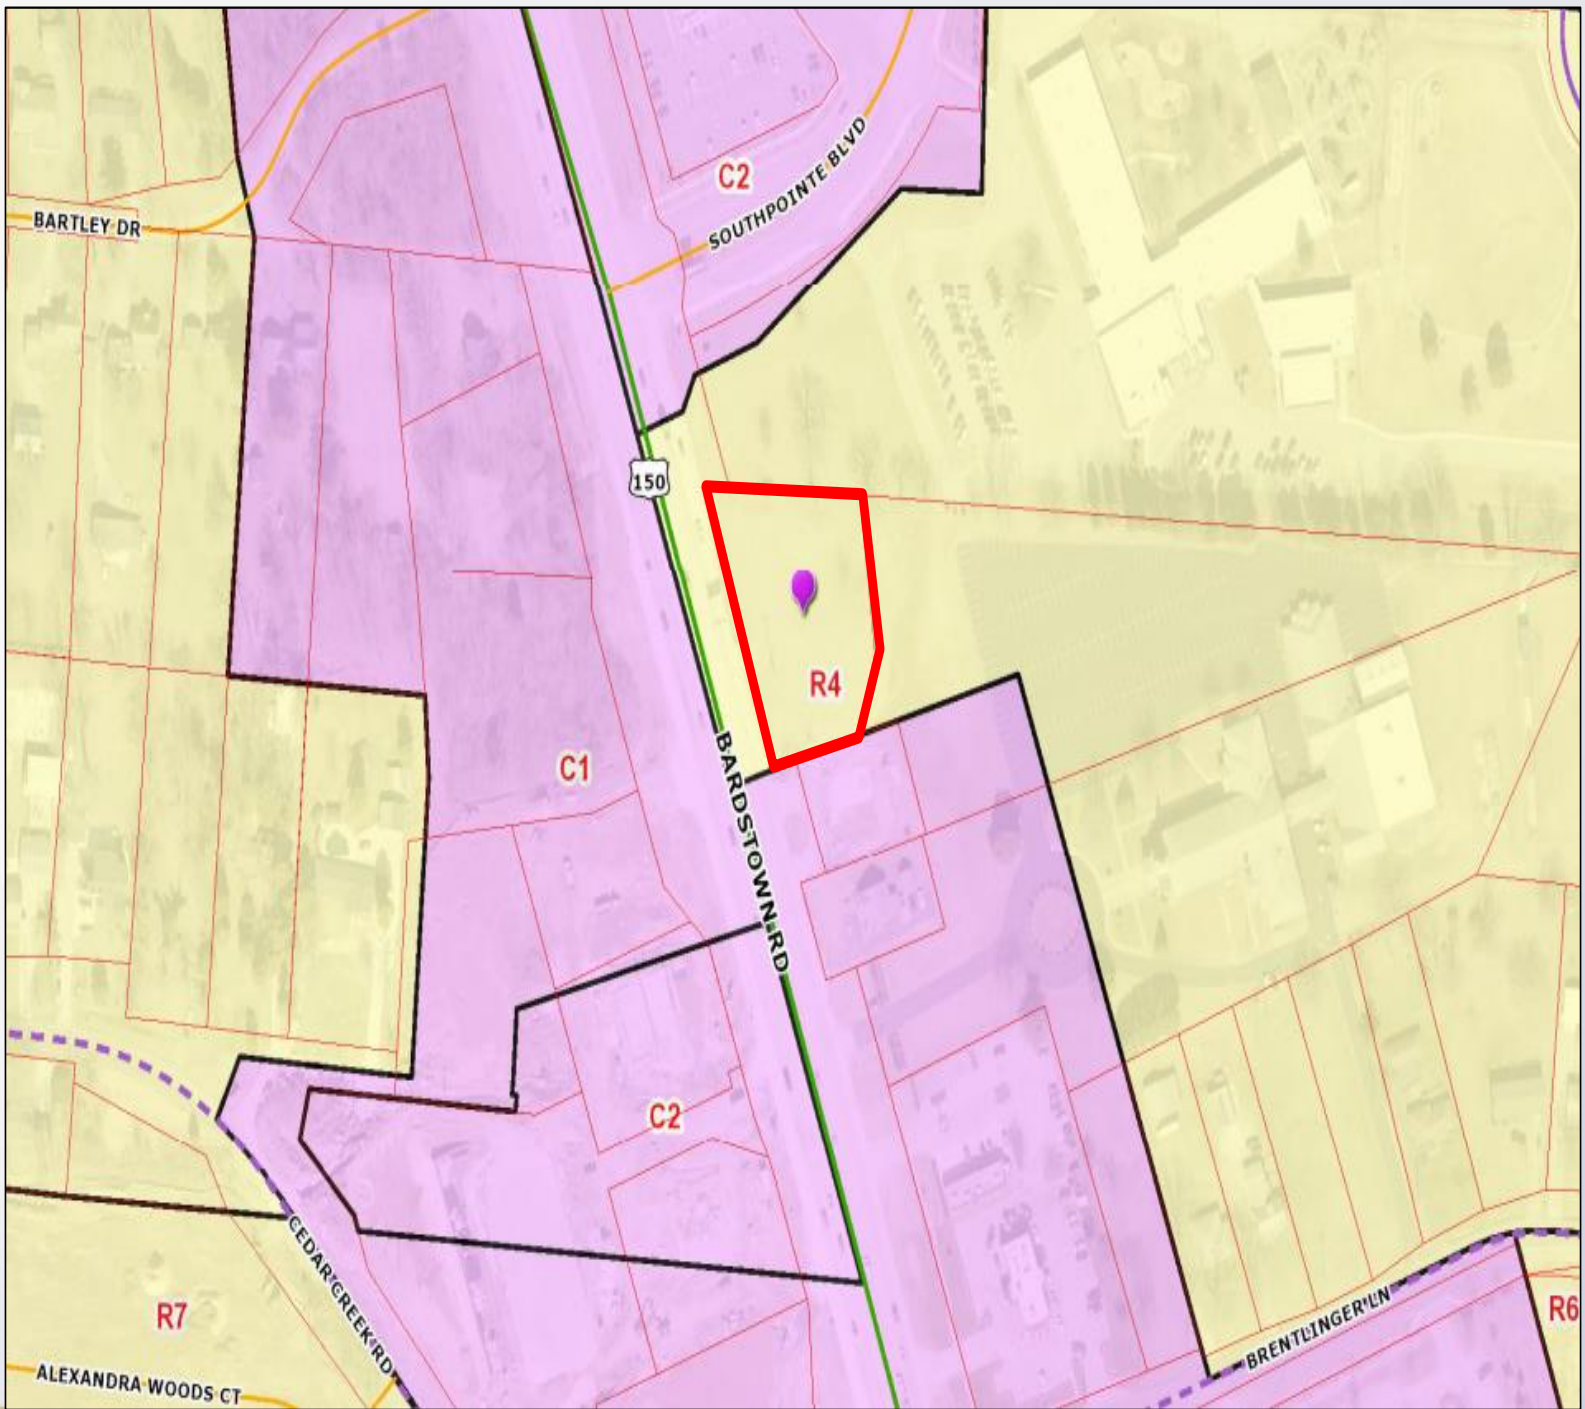 C2
SOUTHPOINTE BLVD
BARTLEY DR
150
R4
C1
BARDSTOWN RD
C2
CEDAR CREEK RD
R7
R6
BRENTLINGER LN
ALEXANDRA WOODS CT